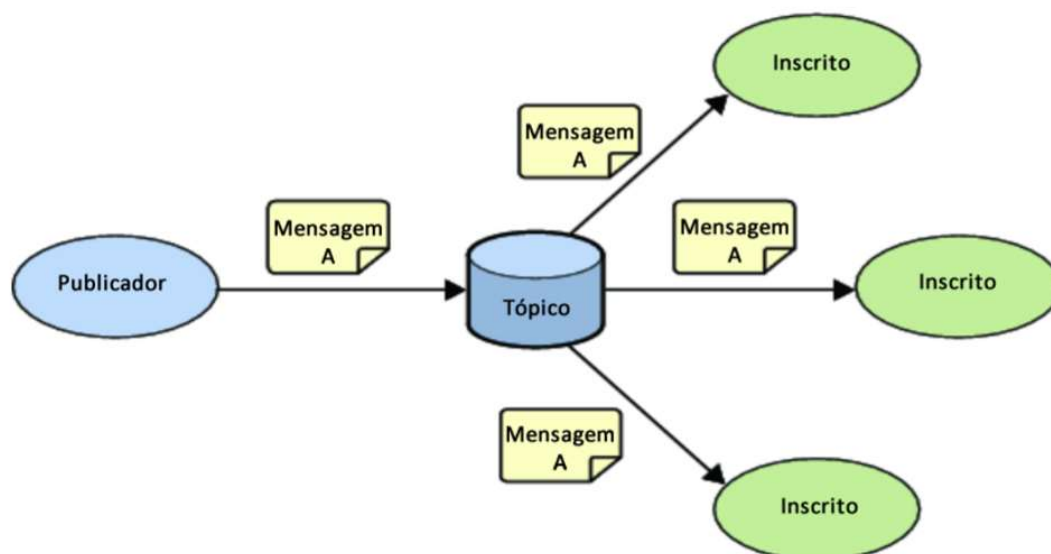 Inscrito
Mensagem
A
Mensagem
A
Mensagem
A
Publicador
Tópico
Inscrito
Mensagem
A
Inscrito